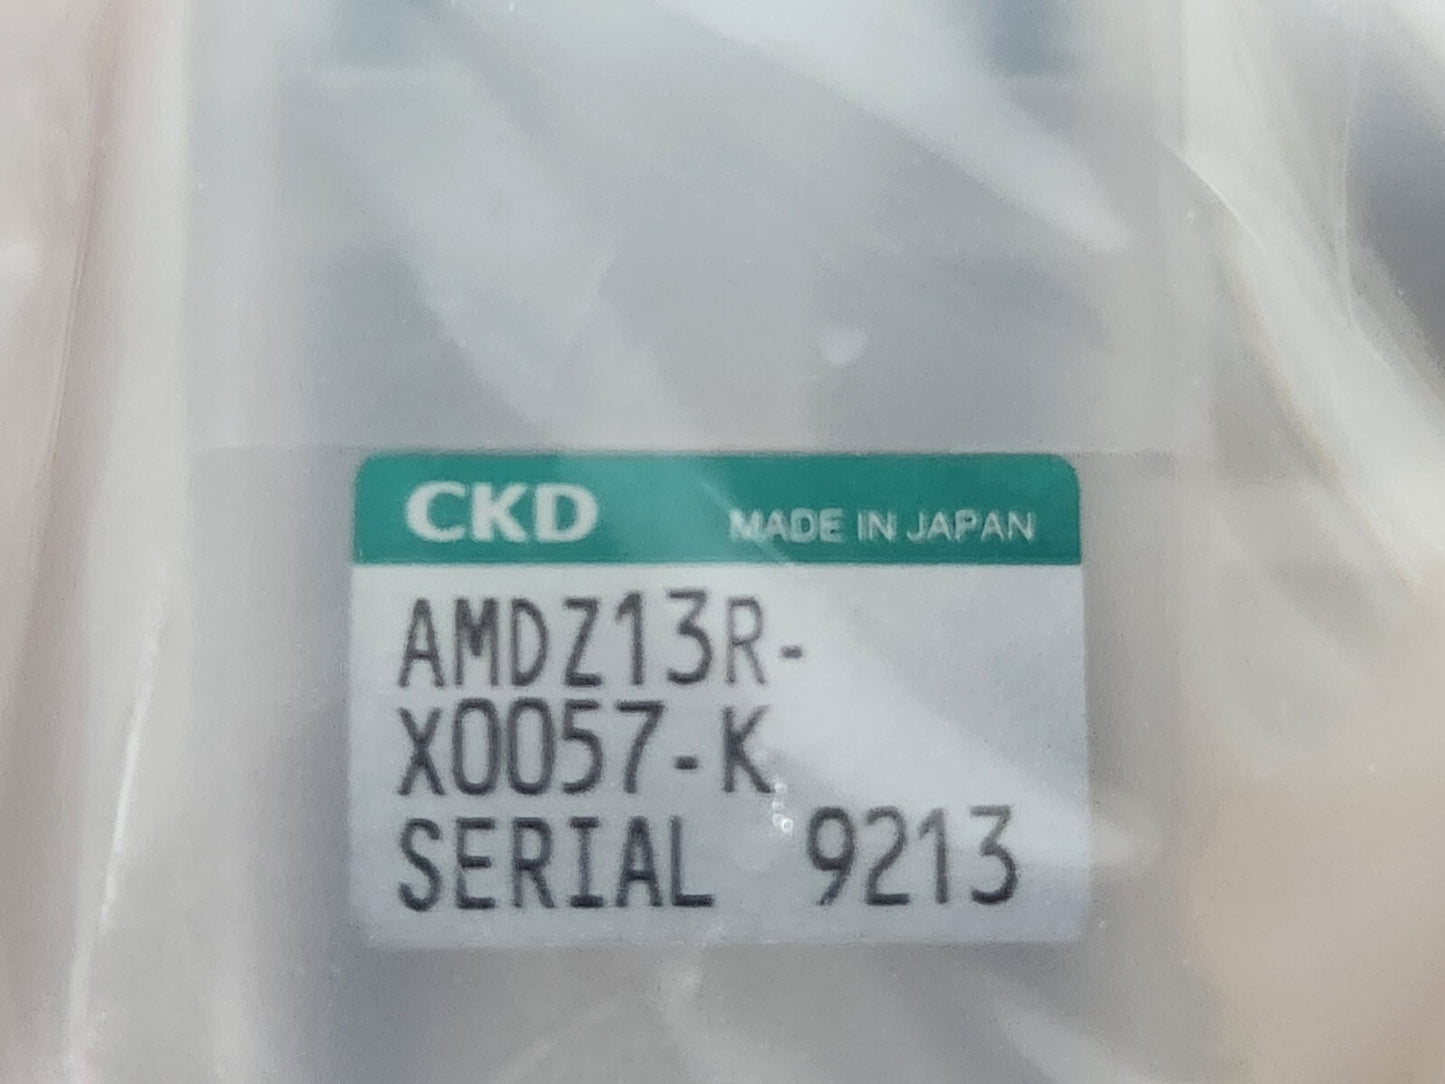 CKD MADE IN JAPAN
AMDZ13R-
X0057-K
SERIAL 9213